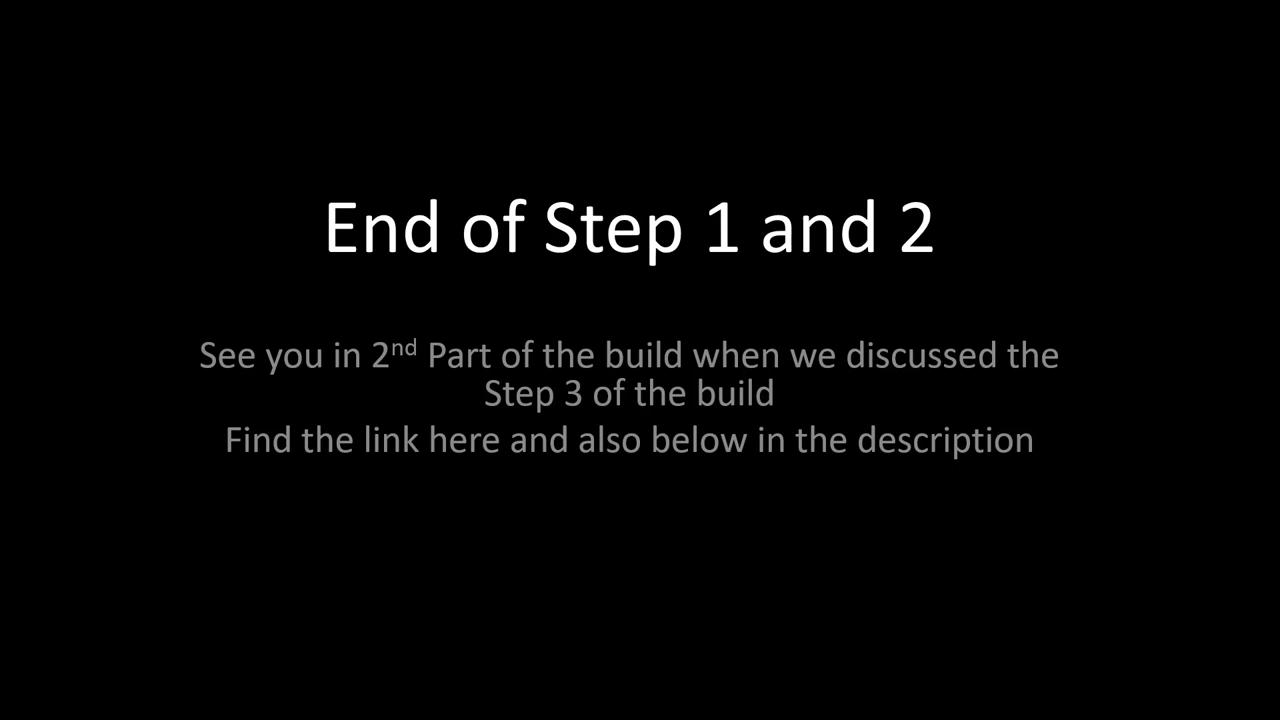 End of Step 1 and 2
See you in 2nd Part of the build when we discussed the
Step 3 of the build
Find the link here and also below in the description